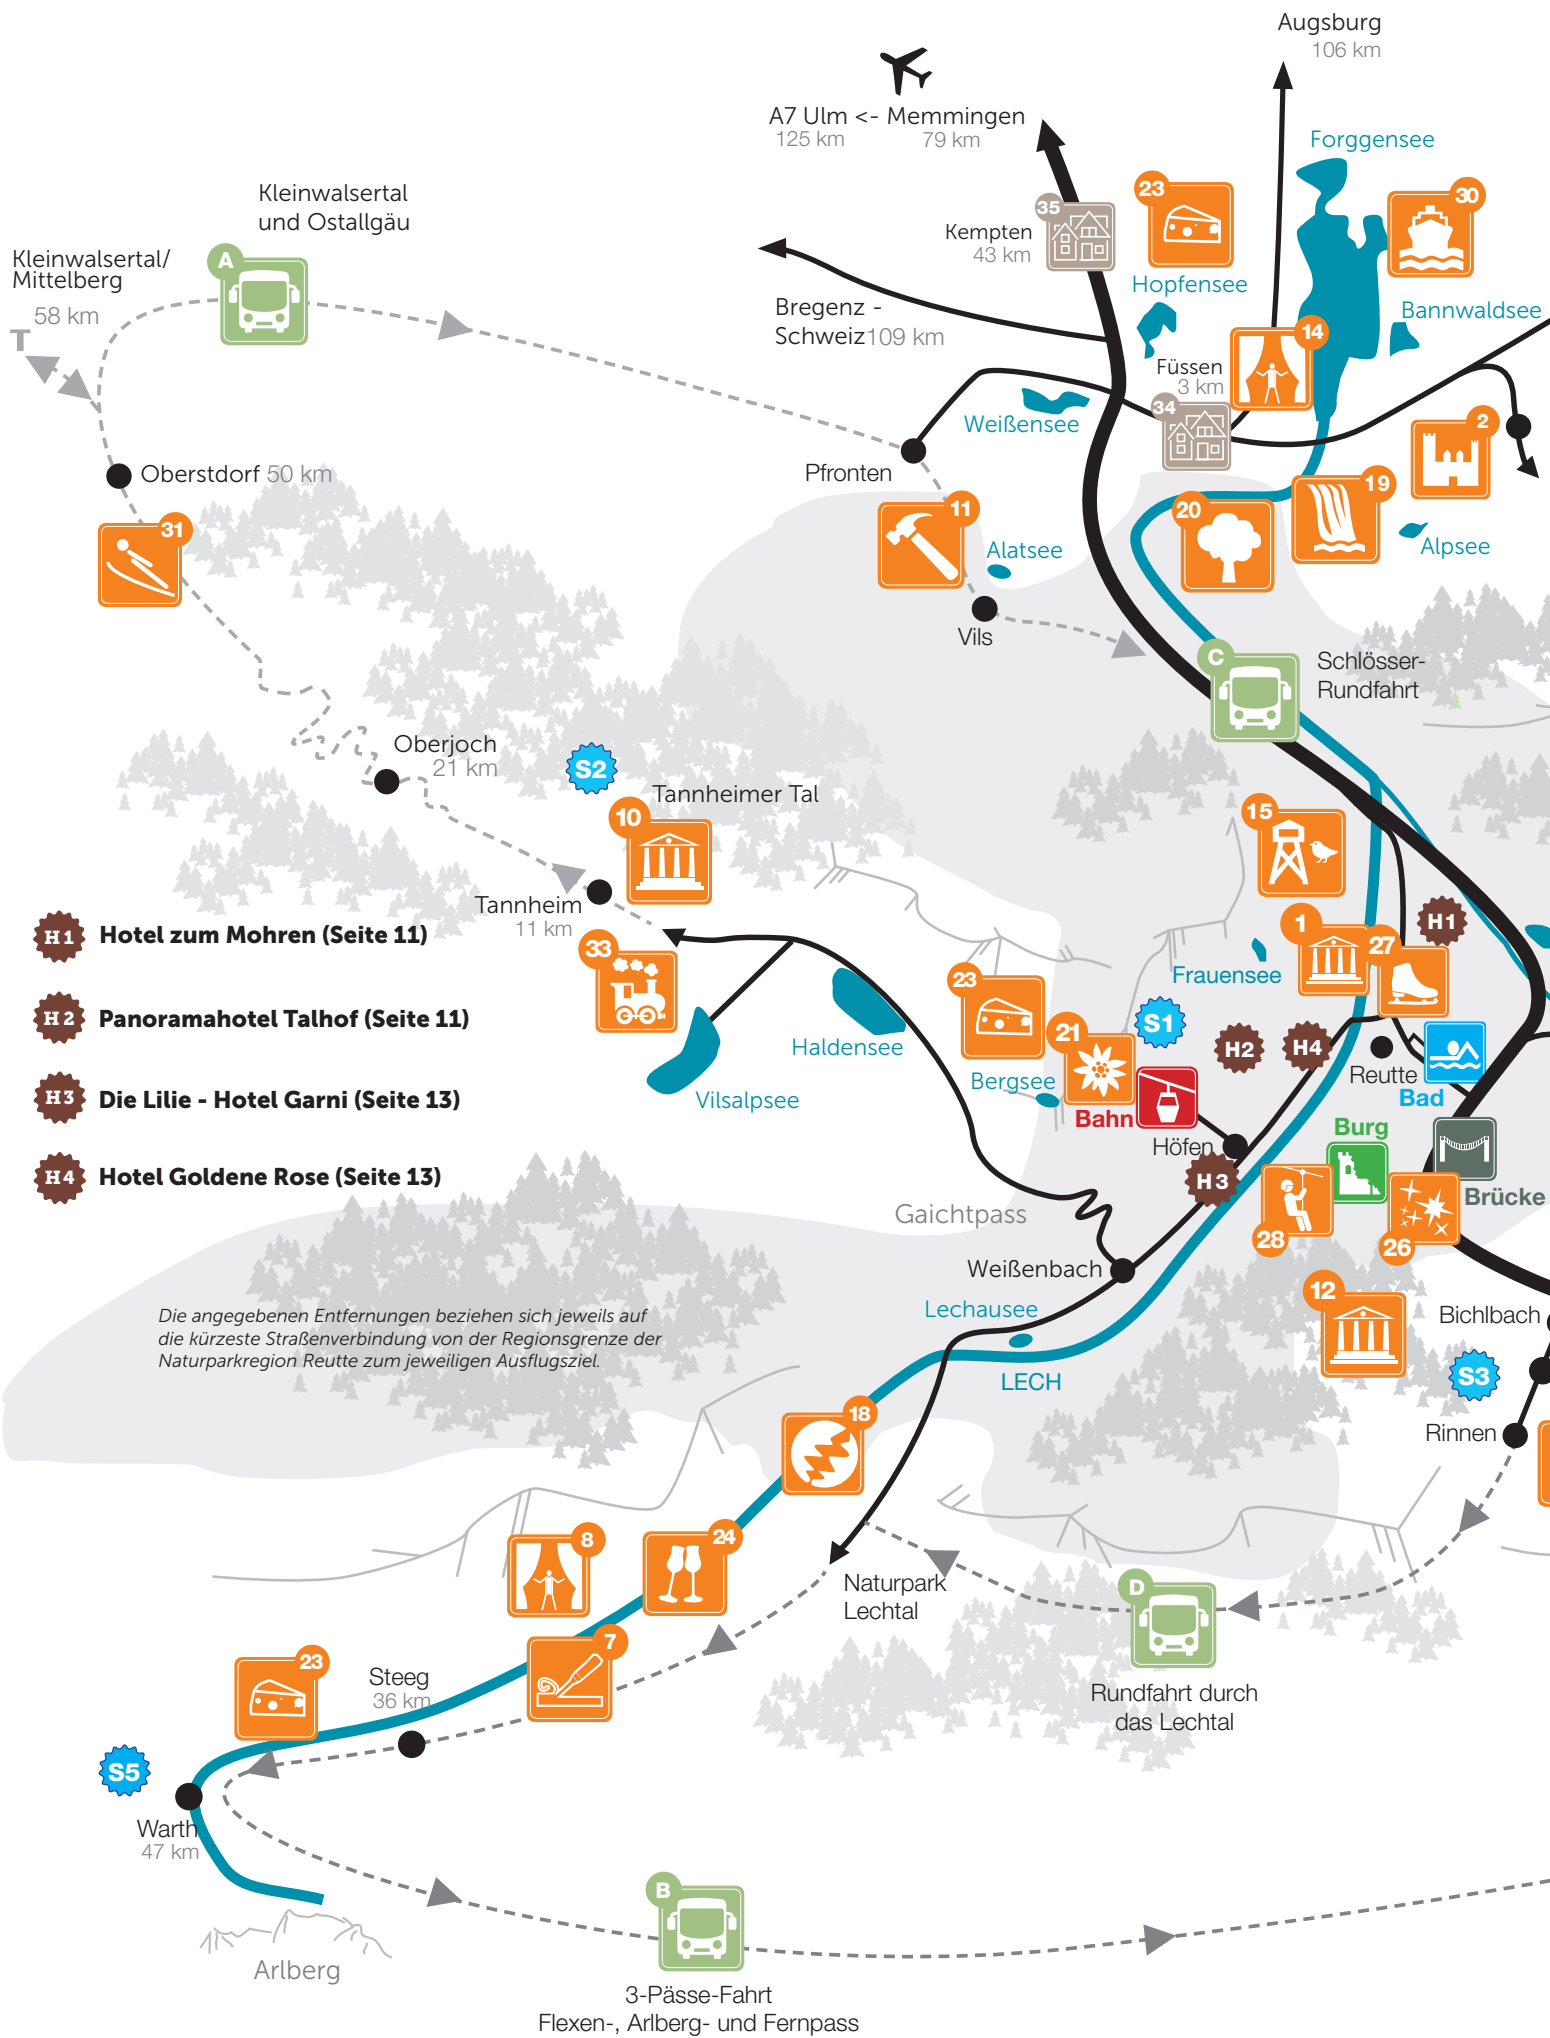 Augsburg
106 km
A7 Ulm <- Memmingen
125 km
79 km
Forggensee
Kleinwalsertal
und Ostallgäu
A
Kleinwalsertal/
Mittelberg
58 km
T
35
Kempten
43 km
23
30
Hopfensee
Bregenz -
Schweiz 109 km
Bannwaldsee
14
Füssen
3 km
34
Weißensee
2
Pfronten
Oberstdorf 50 km
31
11
20
19
Alatsee
Alpsee
Vils
C
Schlösser-
Rundfahrt
Oberjoch
21 km
S2
Tannheimer Tal
10
15
Tannheim
11 km
33
H1 Hotel zum Mohren (Seite 11)
H1
1
27
Frauensee
23
21
S1
H2
H4
Haldensee
H2 Panoramahotel Talhof (Seite 11)
Bergsee
Reutte
Bad
Vilsalpsee
H3 Die Lilie - Hotel Garni (Seite 13)
Bahn
Burg
Höfen
H4 Hotel Goldene Rose (Seite 13)
H3
Brücke
Gaichtpass
28
26
Weißenbach
12
Lechausee
Bichlbach
Die angegebenen Entfernungen beziehen sich jeweils auf
die kürzeste Straßenverbindung von der Regionsgrenze der
Naturparkregion Reutte zum jeweiligen Ausflugsziel.
LECH
S3
18
Rinnen
8
24
Naturpark
Lechtal
D
7
23
Steeg
36 km
Rundfahrt durch
das Lechtal
S5
Warth
47 km
B
Arlberg
3-Pässe-Fahrt
Flexen-, Arlberg- und Fernpass